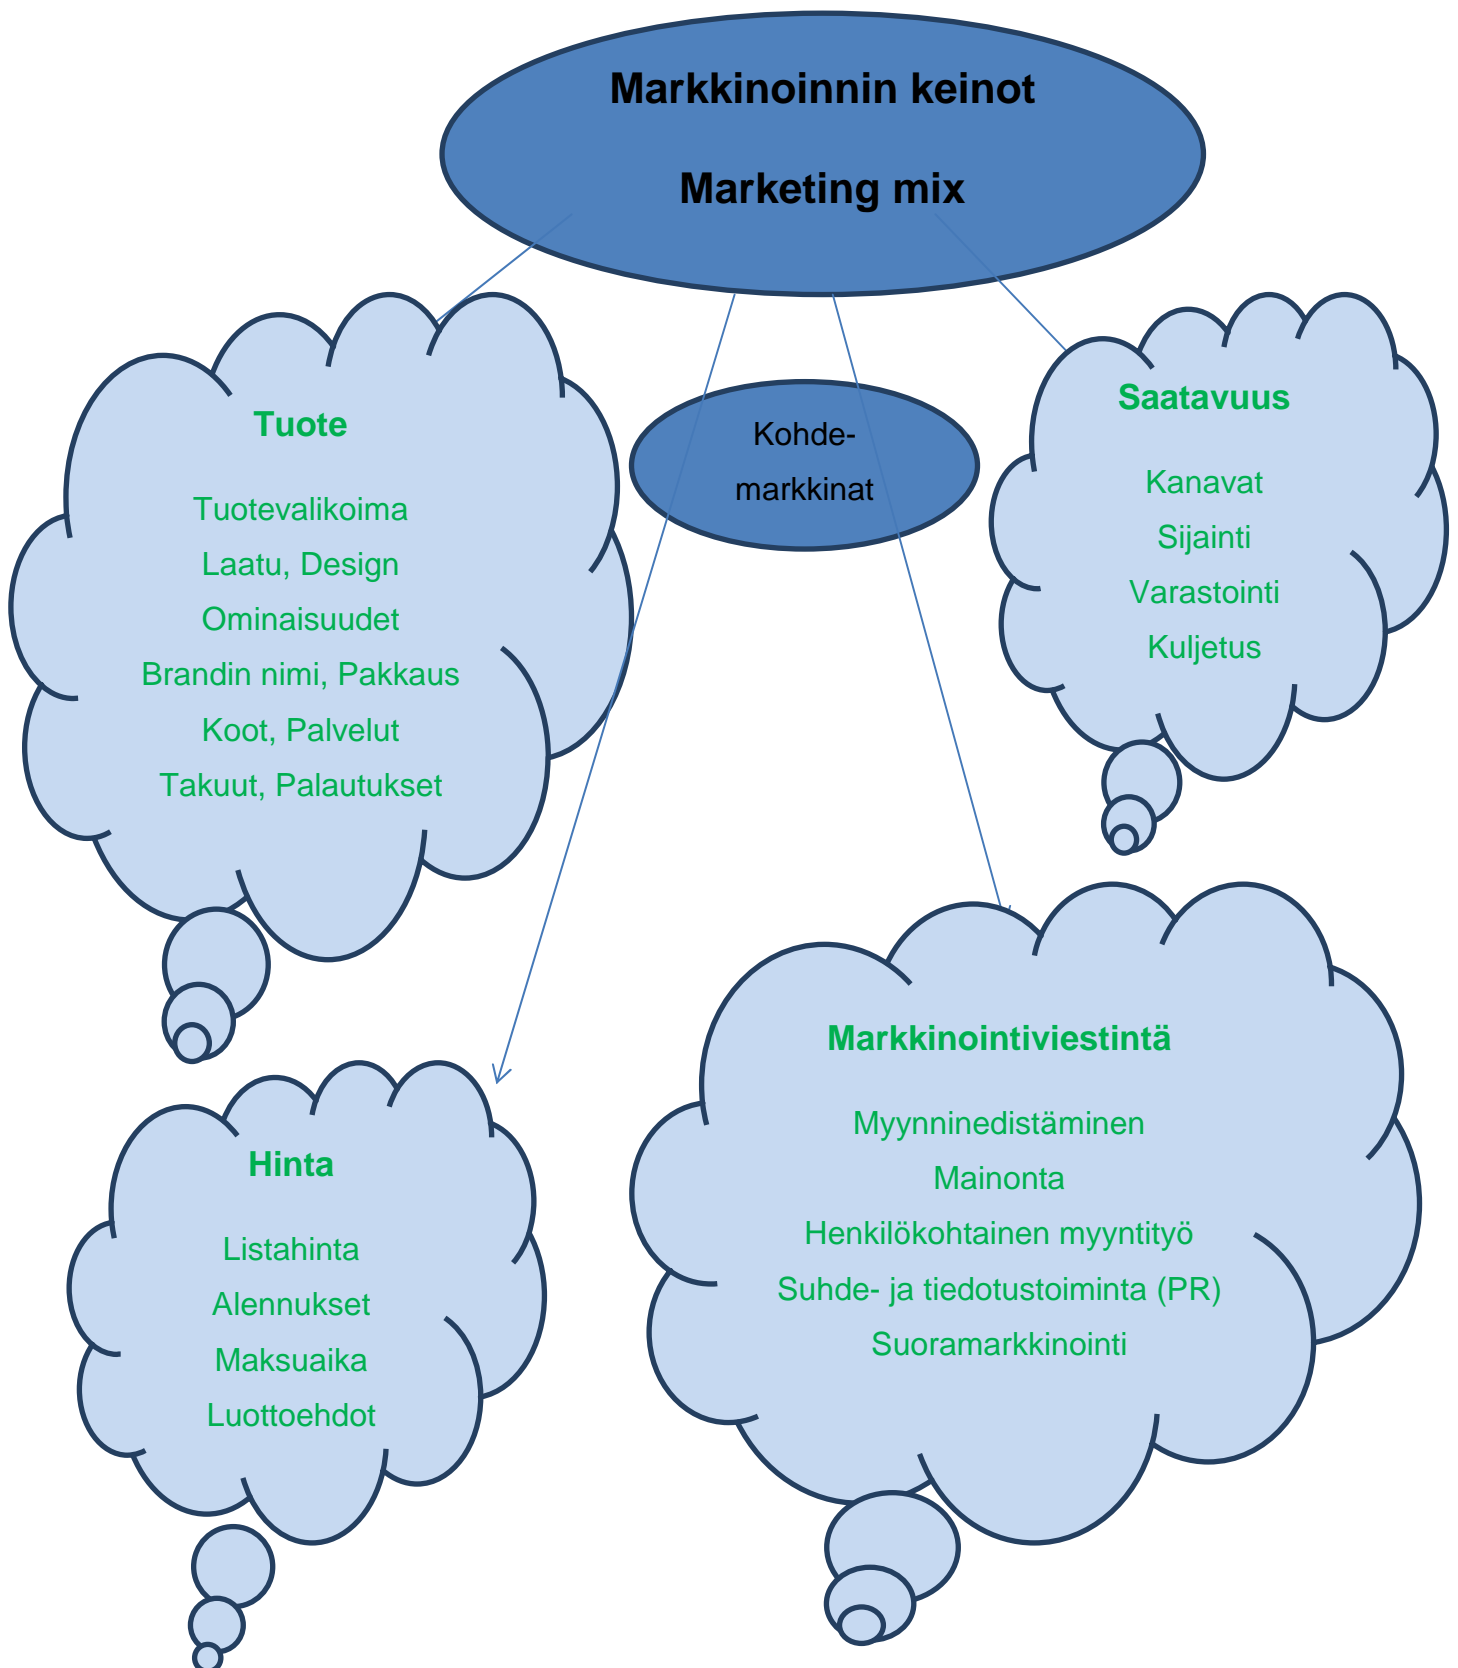 Markkinoinnin keinot
Marketing mix
Tuote
Tuotevalikoima
Laatu, Design
Ominaisuudet
Brandin nimi, Pakkaus
Koot, Palvelut
Takuut, Palautukset
Kohde-
markkinat
Saatavuus
Kanavat
Sijainti
Varastointi
Kuljetus
Hinta
Listahinta
Alennukset
Maksuaika
Luottoehdot
Markkinointiviestintä
Myynninedistäminen
Mainonta
Henkilökohtainen myyntityö
Suhde- ja tiedotustoiminta (PR)
Suoramarkkinointi